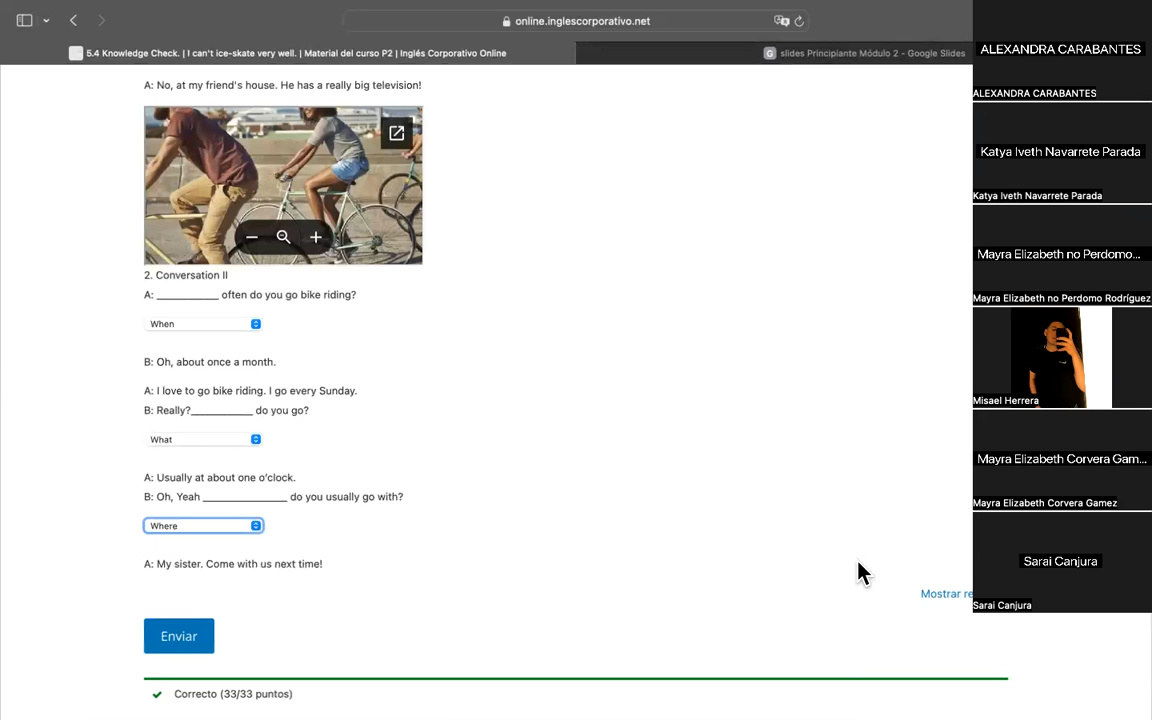 online.inglescorporativo.net
5.4 Knowledge Check. | I can't ice-skate very well. | Material del curso P2 | Inglés Corporativo Online
slides Principiante Módulo 2 - Google Slides
A: No, at my friend's house. He has a really big television!
2. Conversation II
A: ____________ often do you go bike riding?
When
B: Oh, about once a month.
A: I love to go bike riding. I go every Sunday.
B: Really?____________ do you go?
What
A: Usually at about one o'clock.
B: Oh, Yeah ________________ do you usually go with?
Where
A: My sister. Come with us next time!
Mostrar re
Enviar
Correcto (33/33 puntos)
ALEXANDRA CARABANTES
ALEXANDRA CARABANTES
Katya Iveth Navarrete Parada
Katya Iveth Navarrete Parada
Mayra Elizabeth no Perdomo...
Mayra Elizabeth no Perdomo Rodríguez
Misael Herrera
Mayra Elizabeth Corvera Gam...
Mayra Elizabeth Corvera Gamez
Sarai Canjura
Sarai Canjura